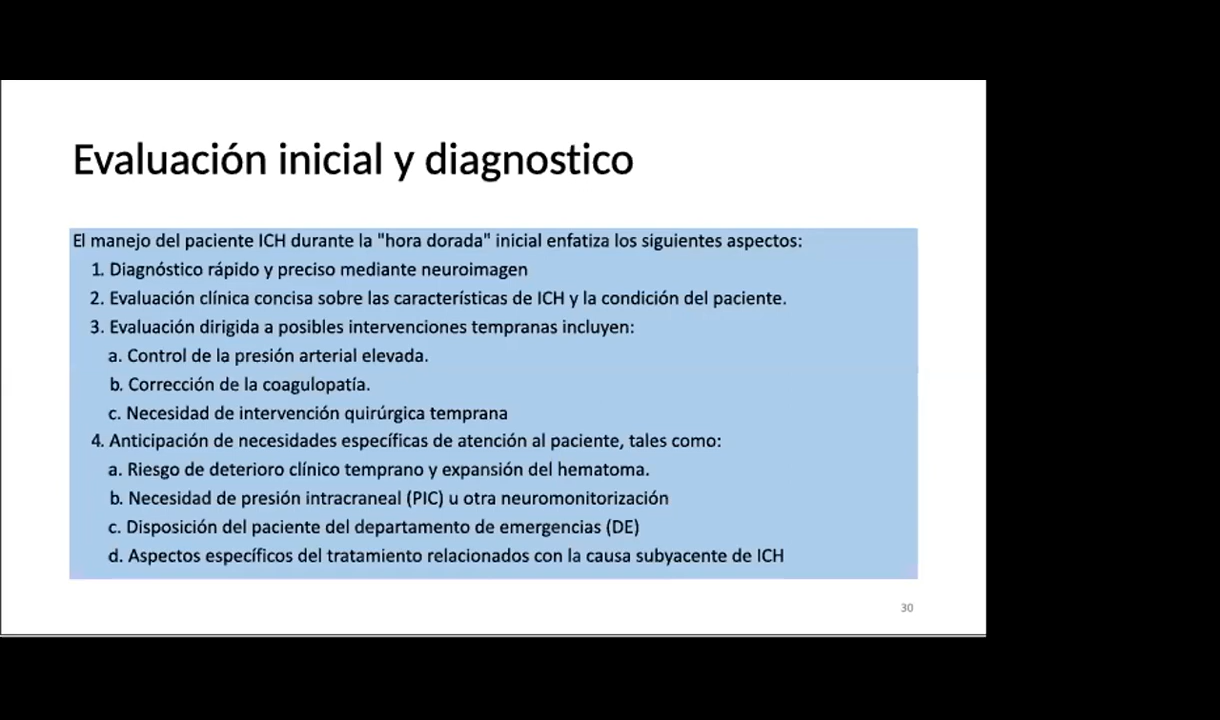 Evaluación inicial y diagnostico
El manejo del paciente ICH durante la "hora dorada" inicial enfatiza los siguientes aspectos:
1. Diagnóstico rápido y preciso mediante neuroimagen
2. Evaluación clínica concisa sobre las características de ICH y la condición del paciente.
3. Evaluación dirigida a posibles intervenciones tempranas incluyen:
a. Control de la presión arterial elevada.
b. Corrección de la coagulopatía.
c. Necesidad de intervención quirúrgica temprana
4. Anticipación de necesidades específicas de atención al paciente, tales como:
a. Riesgo de deterioro clínico temprano y expansión del hematoma.
b. Necesidad de presión intracraneal (PIC) u otra neuromonitorización
c. Disposición del paciente del departamento de emergencias (DE)
d. Aspectos específicos del tratamiento relacionados con la causa subyacente de ICH
30